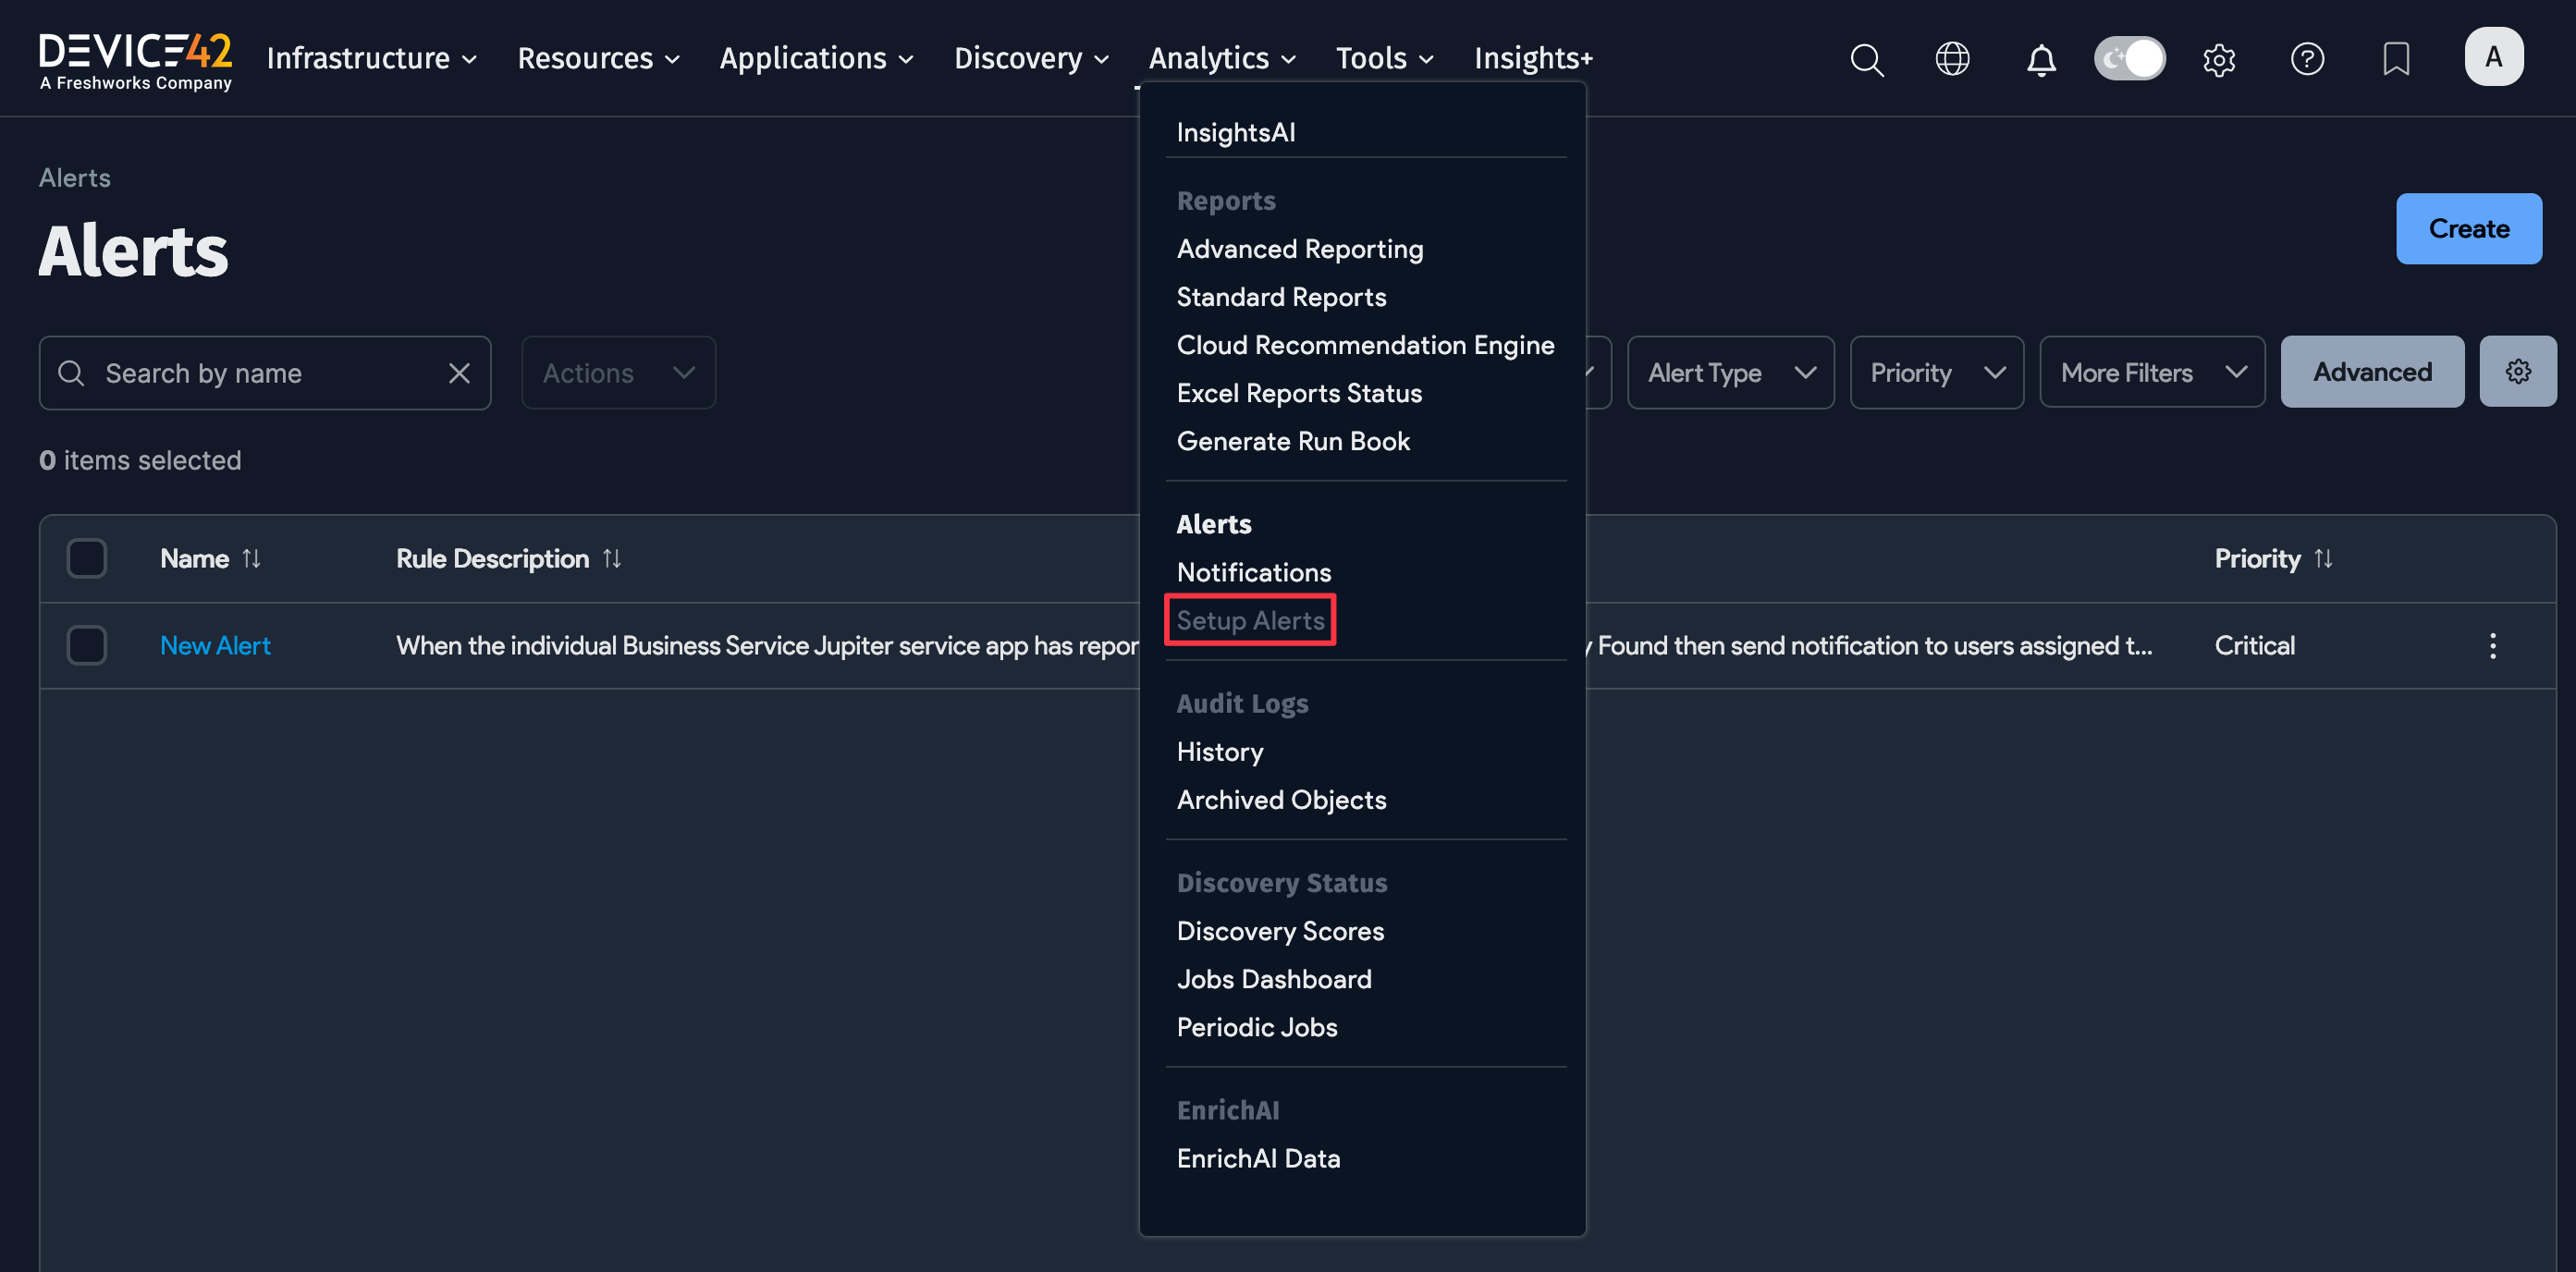 DEVICE42
A Freshworks Company
Infrastructure Resources Applications Discovery Analytics Tools Insights+
A
InsightsAI
Reports
Advanced Reporting
Standard Reports
Cloud Recommendation Engine
Excel Reports Status
Generate Run Book
Alerts
Notifications
Setup Alerts
Audit Logs
History
Archived Objects
Discovery Status
Discovery Scores
Jobs Dashboard
Periodic Jobs
EnrichAI
EnrichAI Data
Alerts
Alerts
Create
Search by name Actions Alert Type Priority More Filters Advanced
0 items selected
Name Rule Description Priority
New Alert When the individual Business Service Jupiter service app has repor Found then send notification to users assigned t... Critical